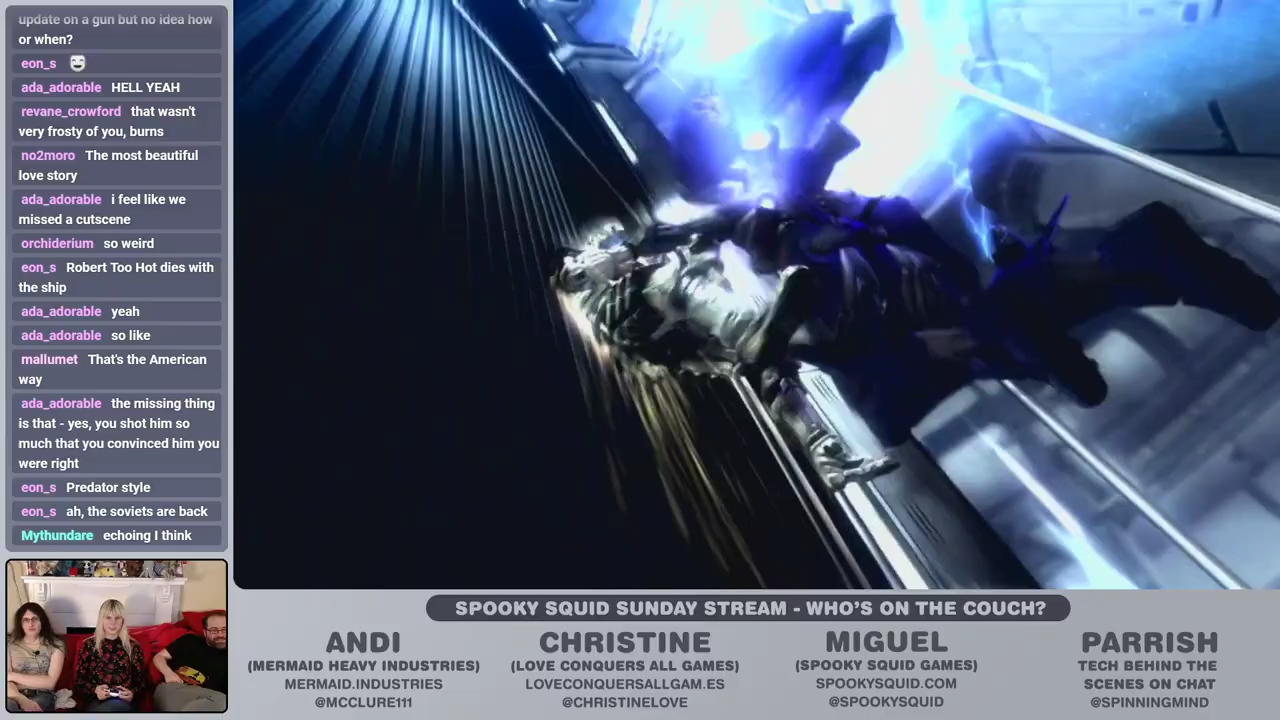 update on a gun but no idea how
or when?
eon_s
ada_adorable HELL YEAH
revane_crowford that wasn't
very frosty of you, burns
no2moro The most beautiful
love story
ada_adorable i feel like we
missed a cutscene
orchiderium so weird
eon_s Robert Too Hot dies with
the ship
ada_adorable yeah
ada_adorable so like
mallumet That's the American
way
ada_adorable the missing thing
is that - yes, you shot him so
much that you convinced him you
were right
eon_s Predator style
eon_s ah, the soviets are back
Mythundare echoing I think
SPOOKY SQUID SUNDAY STREAM - WHO'S ON THE COUCH?
ANDI
(MERMAID HEAVY INDUSTRIES)
MERMAID.INDUSTRIES
@MCCLURE111
CHRISTINE
(LOVE CONQUERS ALL GAMES)
LOVECONQUERSALLGAM.ES
@CHRISTINELOVE
MIGUEL
(SPOOKY SQUID GAMES)
SPOOKYSQUID.COM
@SPOOKYSQUID
PARRISH
TECH BEHIND THE
SCENES ON CHAT
@SPINNINGMIND